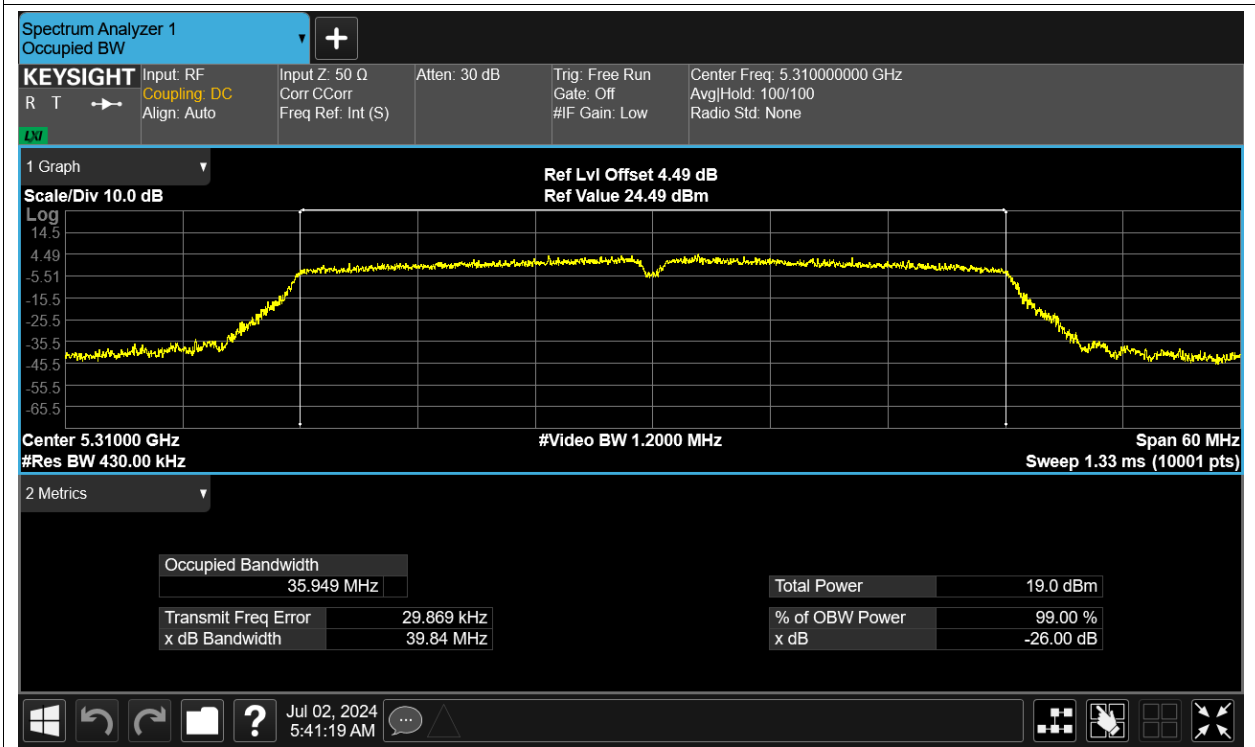 Spectrum Analyzer 1
Occupied BW
KEYSIGHT
R T
LXI
Input: RF
Coupling: DC
Align: Auto
Input Z: 50 Ω
Corr CCorr
Freq Ref: Int (S)
Atten: 30 dB
Trig: Free Run
Gate: Off
#IF Gain: Low
Center Freq: 5.310000000 GHz
Avg|Hold: 100/100
Radio Std: None
1 Graph
Scale/Div 10.0 dB
Ref Lvl Offset 4.49 dB
Ref Value 24.49 dBm
Log
14.5
4.49
-5.51
-15.5
-25.5
-35.5
-45.5
-55.5
-65.5
Center 5.31000 GHz
#Video BW 1.2000 MHz
Span 60 MHz
#Res BW 430.00 kHz
Sweep 1.33 ms (10001 pts)
2 Metrics
Occupied Bandwidth
35.949 MHz
Total Power 19.0 dBm
Transmit Freq Error 29.869 kHz
% of OBW Power 99.00 %
x dB Bandwidth 39.84 MHz
x dB -26.00 dB
?
Jul 02, 2024
5:41:19 AM